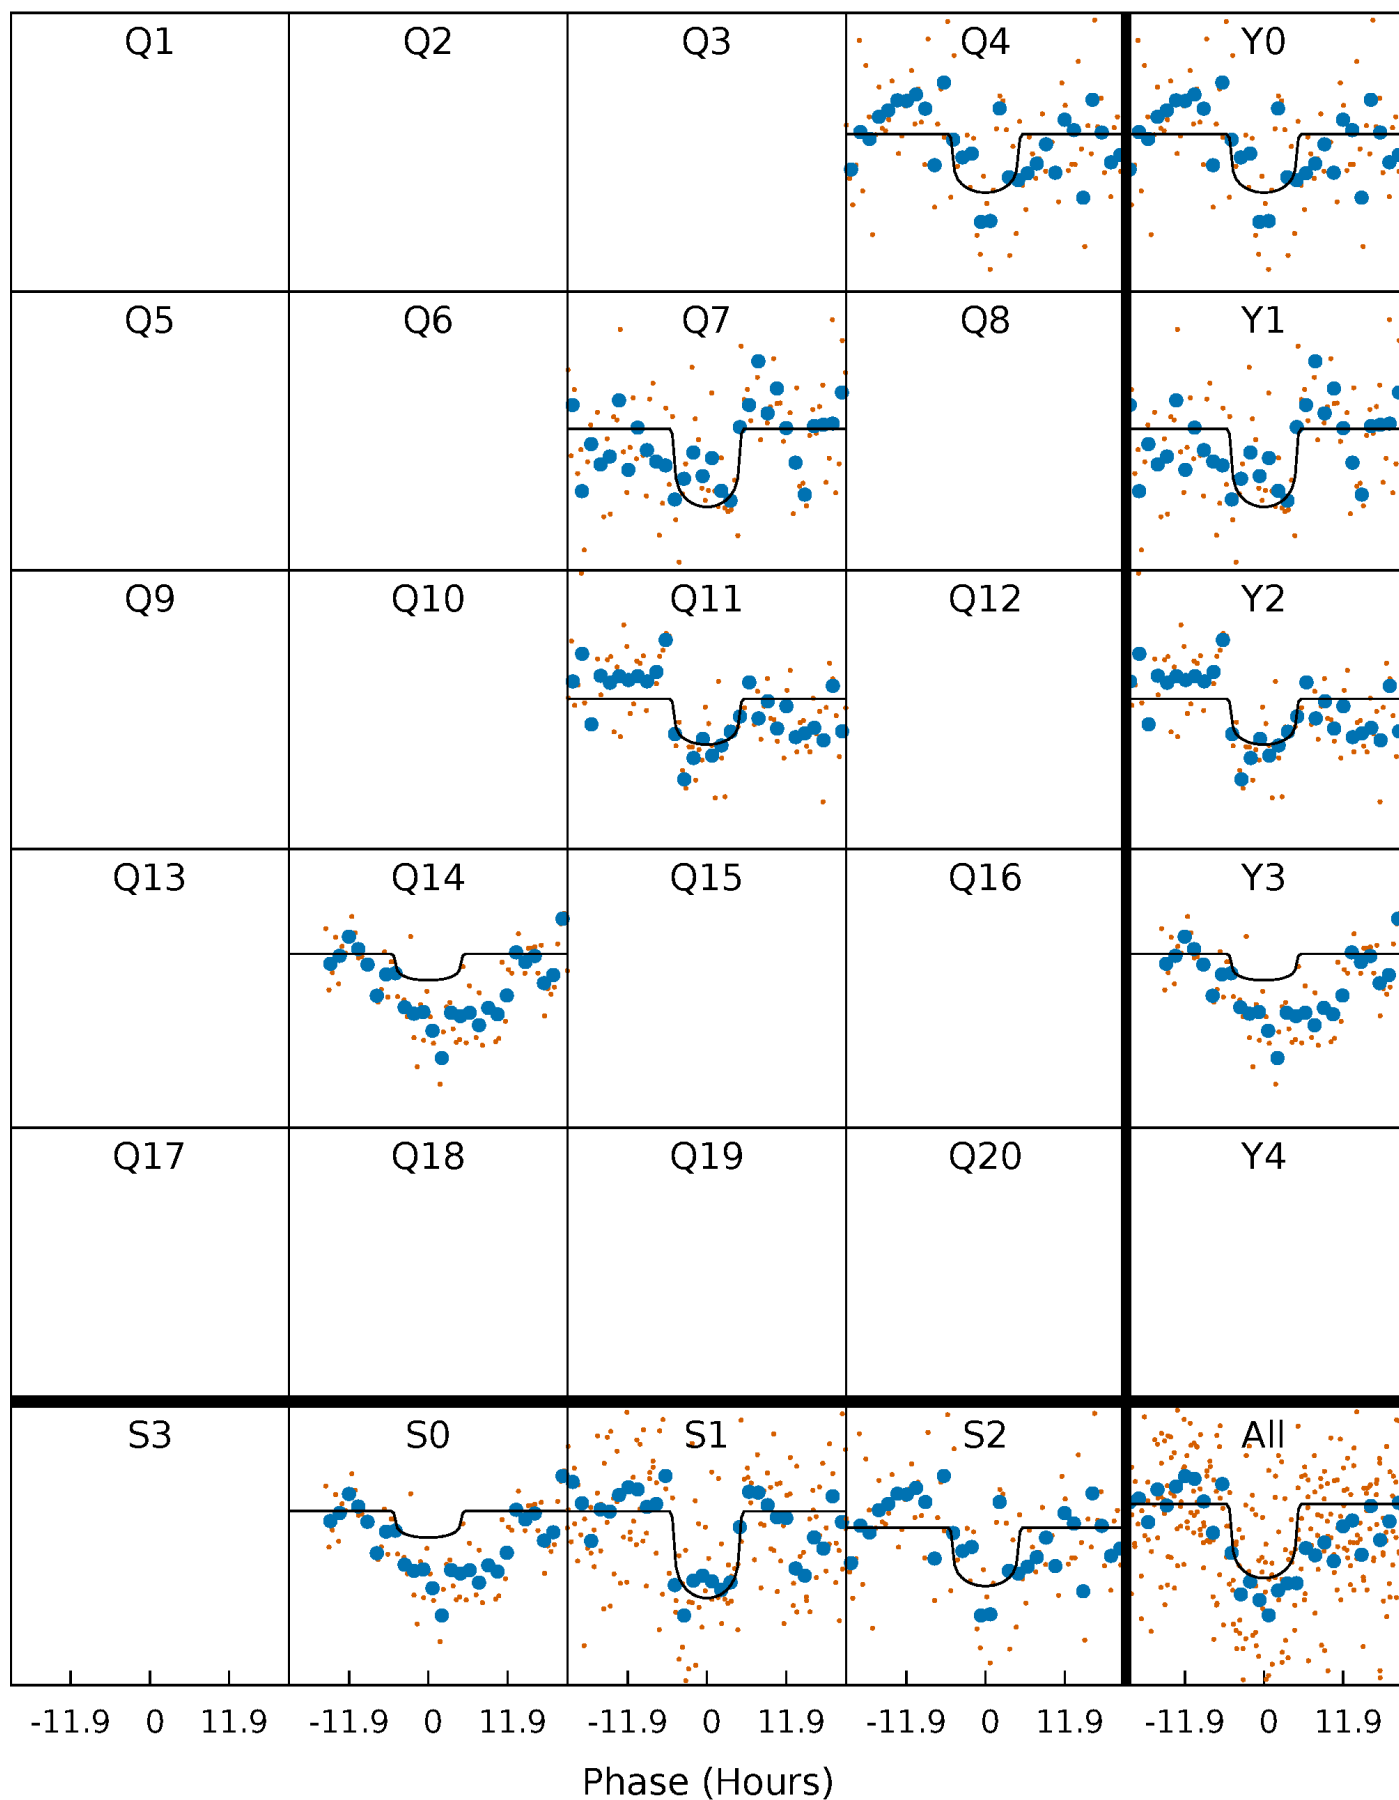 Q1 Q2 Q3 Q4 Y0
Q5 Q6 Q7 Q8 Y1
Q9 Q10 Q11 Q12 Y2
Q13 Q14 Q15 Q16 Y3
Q17 Q18 Q19 Q20 Y4
S3 S0 S1 S2 All
-11.9 0 11.9 -11.9 0 11.9 -11.9 0 11.9 -11.9 0 11.9 -11.9 0 11.9
Phase (Hours)